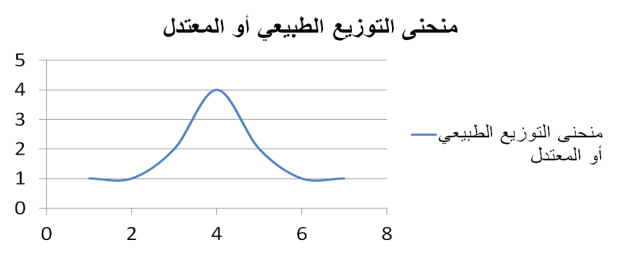 منحنى التوزيع الطبيعي أو المعتدل
5
4
3
2
1
0
0 2 4 6 8
منحنى التوزيع الطبيعي
أو المعتدل